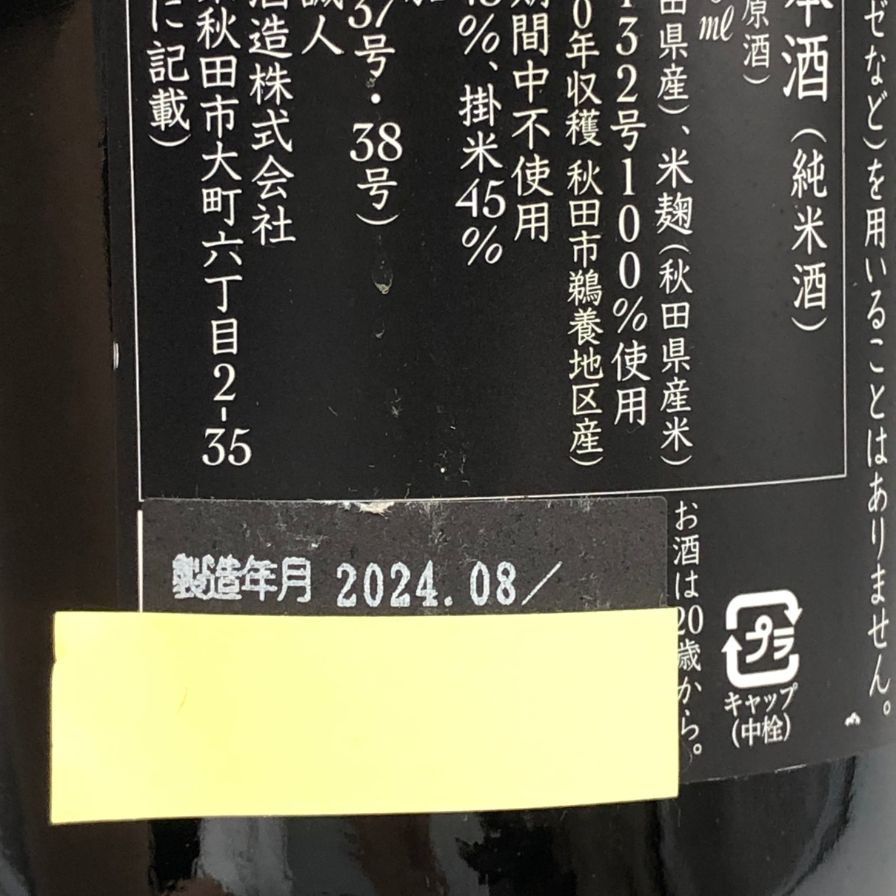 ゼなど)を用いることはありません。
本酒(純米酒)
原酒)
ml
田県産)、米麹(秋田県産米)
132号100%使用
0年収穫 秋田市鵜養地区産)
期間中不使用
%、掛米45%
37号・38号)
誠人
酒造株式会社
秋田市大町六丁目2-35
に記載)
製造年月 2024.08/
お酒は20歳から。
プラ
キャップ
(中栓)